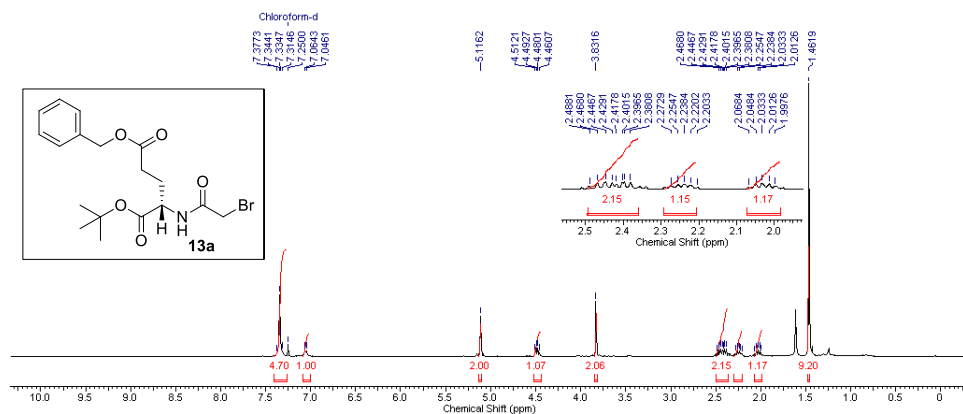 Chloroform-d
7.3773
7.3441
7.3347
7.3146
7.2500
7.0643
7.0461
5.1162
4.5121
4.4927
4.4801
4.4607
3.8316
2.4680
2.4467
2.4291
2.4178
2.4015
2.3965
2.3808
2.2547
2.2384
2.0333
2.0126
1.4619
2.4881
2.4680
2.4467
2.4291
2.4178
2.4015
2.3965
2.3808
2.2729
2.2547
2.2384
2.2202
2.2033
2.0684
2.0484
2.0333
2.0126
1.9976
2.15 1.15 1.17
2.5 2.4 2.3 2.2 2.1 2.0
Chemical Shift (ppm)
O
O
O
O
Br
O
N
H
H
13a
4.70 1.00 2.00 1.07 2.06 2.15 1.17 9.20
10.0 9.5 9.0 8.5 8.0 7.5 7.0 6.5 6.0 5.5 5.0 4.5 4.0 3.5 3.0 2.5 2.0 1.5 1.0 0.5 0
Chemical Shift (ppm)